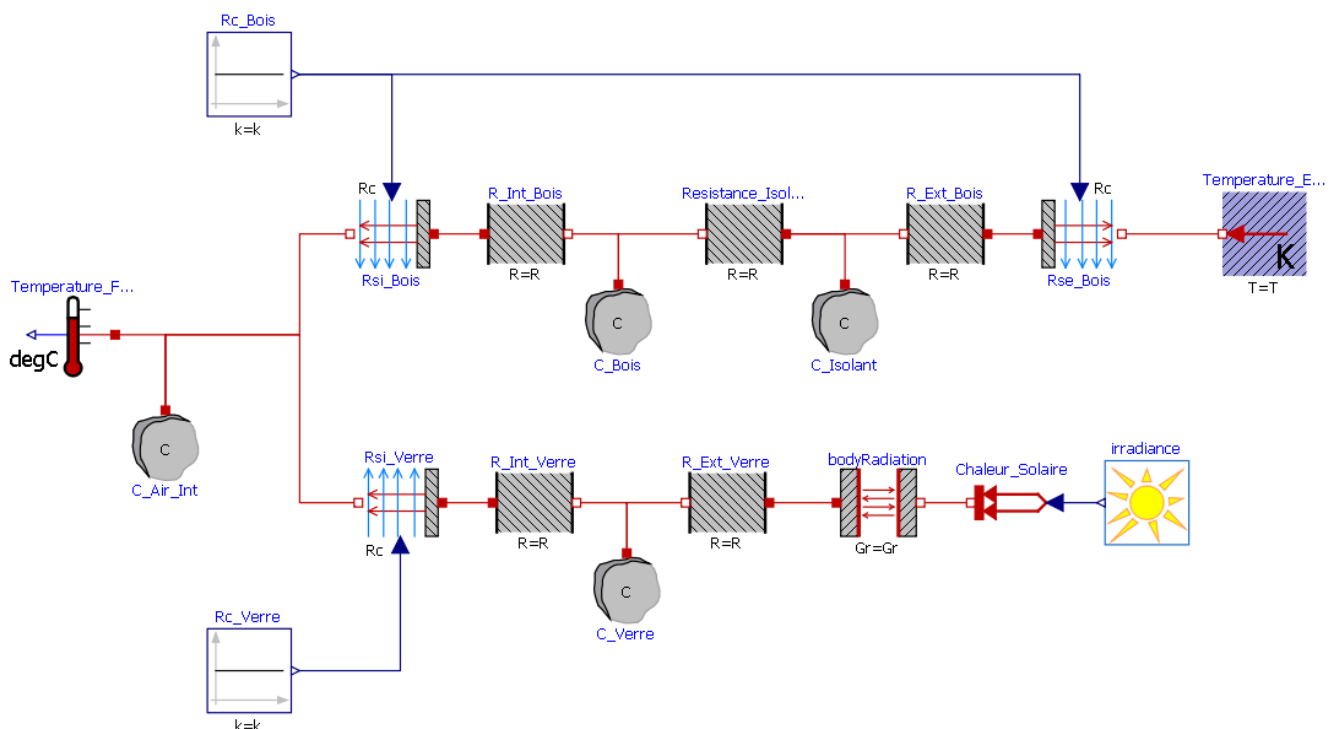 Rc_Bois
k=k
Rc
R_Int_Bois
Resistance_Isol...
R_Ext_Bois
Rc
Temperature_E...
K
Rsi_Bois
R=R
R=R
R=R
Rse_Bois
T=T
Temperature_F...
degC
C
C_Bois
C
C_Isolant
C
C_Air_Int
Rsi_Verre
R_Int_Verre
R_Ext_Verre
bodyRadiation
Chaleur_Solaire
irradiance
Rc
R=R
R=R
Gr=Gr
C
C_Verre
Rc_Verre
k=k